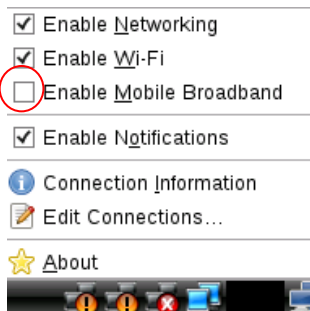 Enable Networking
Enable Wi-Fi
Enable Mobile Broadband
Enable Notifications
Connection Information
Edit Connections...
About